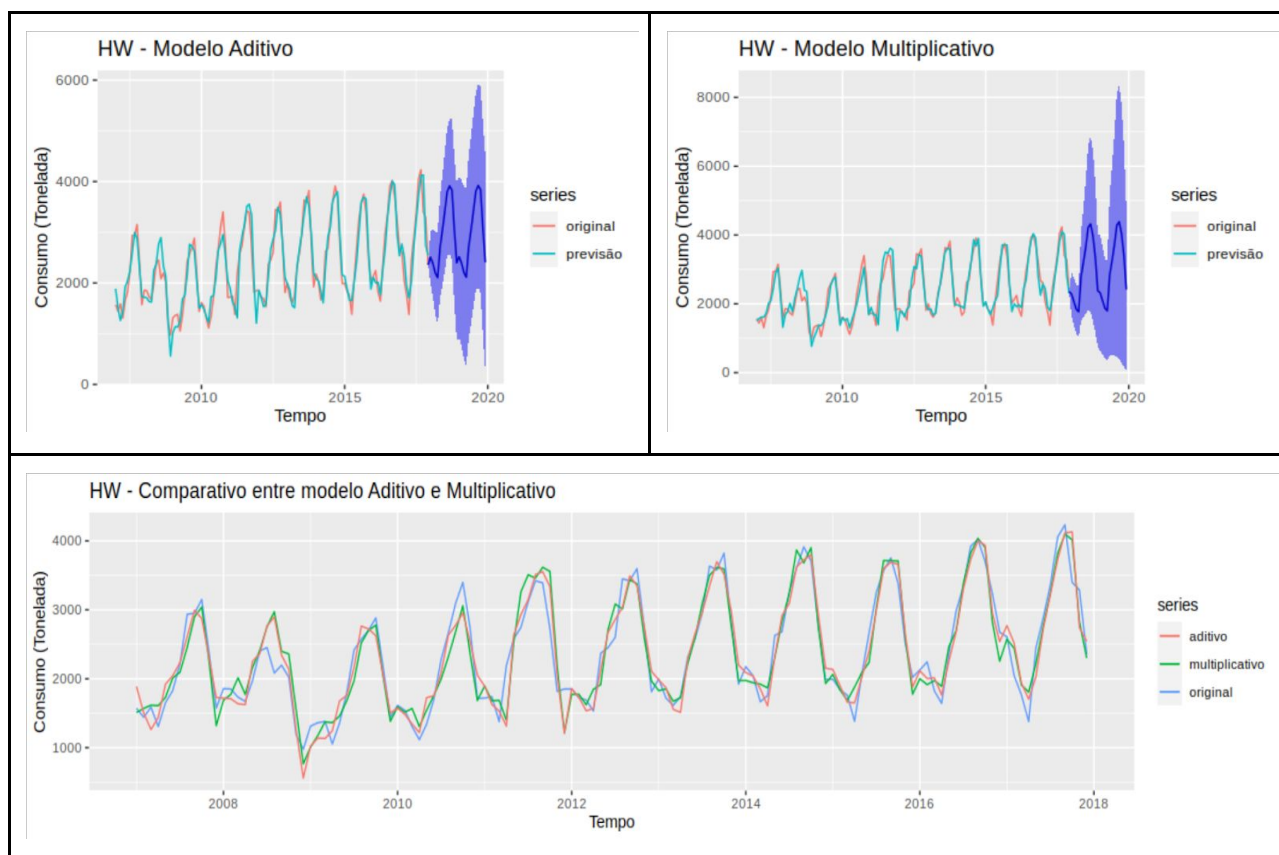 HW - Modelo Aditivo
6000
4000
2000
0
Consumo (Tonelada)
2010
2015
2020
Tempo
series
original
previsão
HW - Modelo Multiplicativo
8000
6000
4000
2000
0
Consumo (Tonelada)
2010
2015
2020
Tempo
series
original
previsão
HW - Comparativo entre modelo Aditivo e Multiplicativo
4000
3000
2000
1000
Consumo (Tonelada)
2008
2010
2012
2014
2016
2018
Tempo
series
aditivo
multiplicativo
original